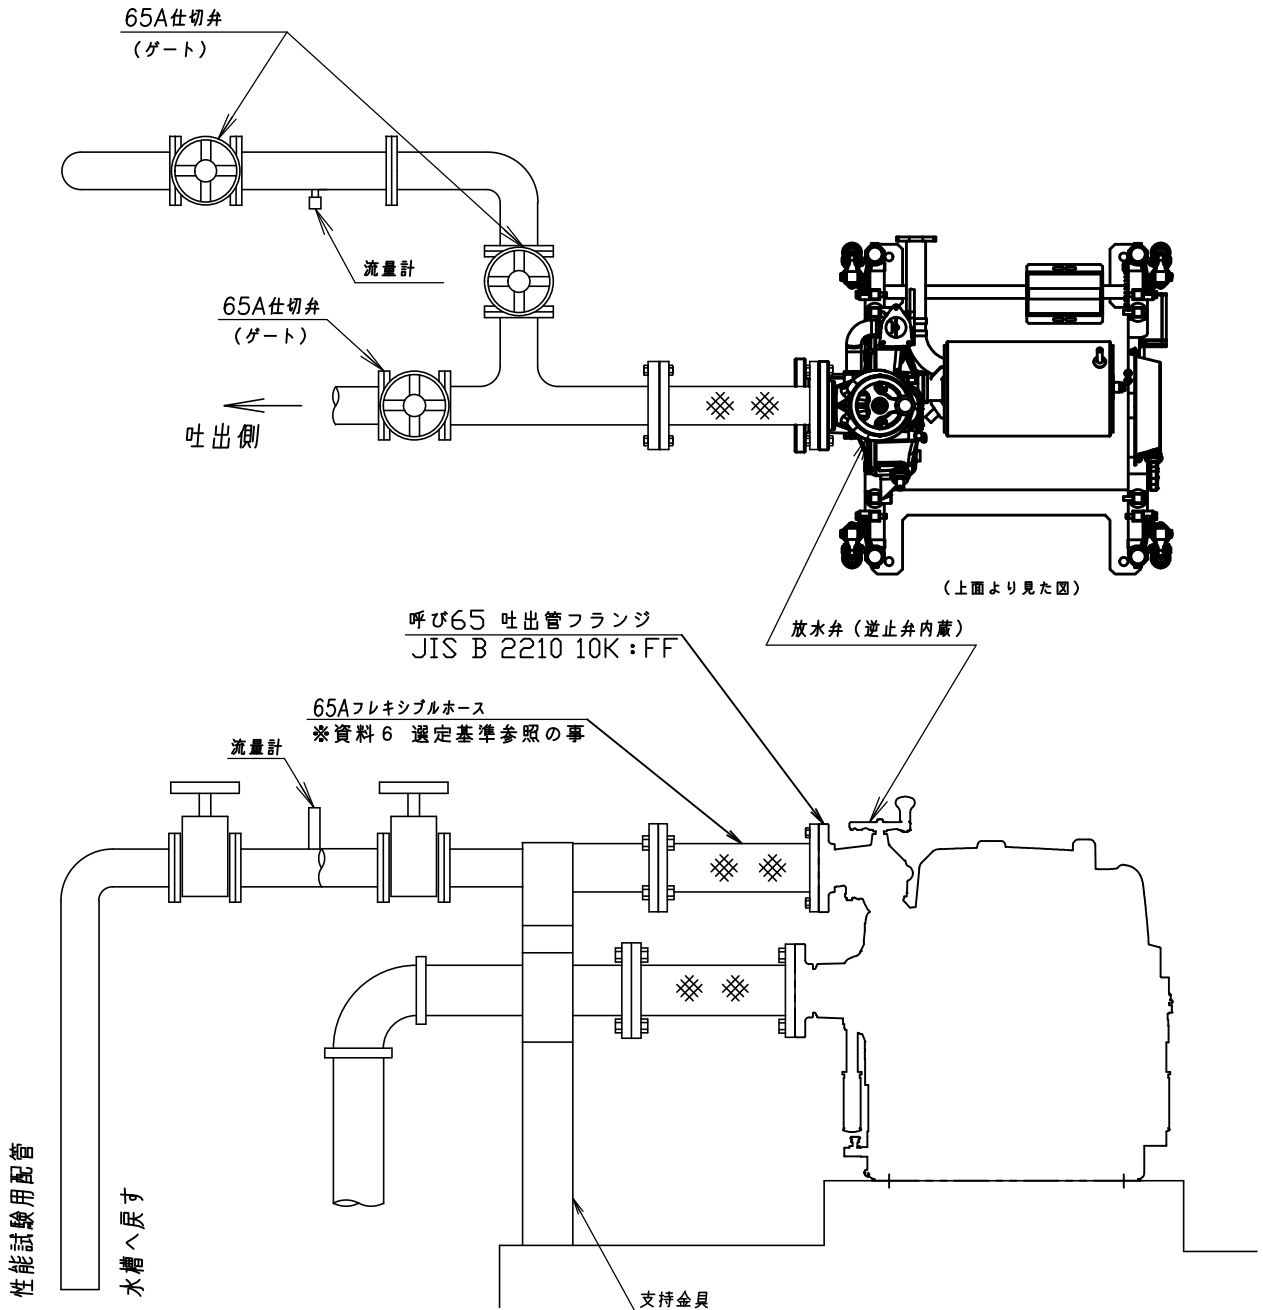 65A仕切弁
(ゲート)
流量計
65A仕切弁
(ゲート)
吐出側
(上面より見た図)
放水弁(逆止弁内蔵)
呼び65 吐出管フランジ
JIS B 2210 10K:FF
65Aフレキシブルホース
※資料6 選定基準参照の事
流量計
性能試験用配管
水槽へ戻す
支持金具